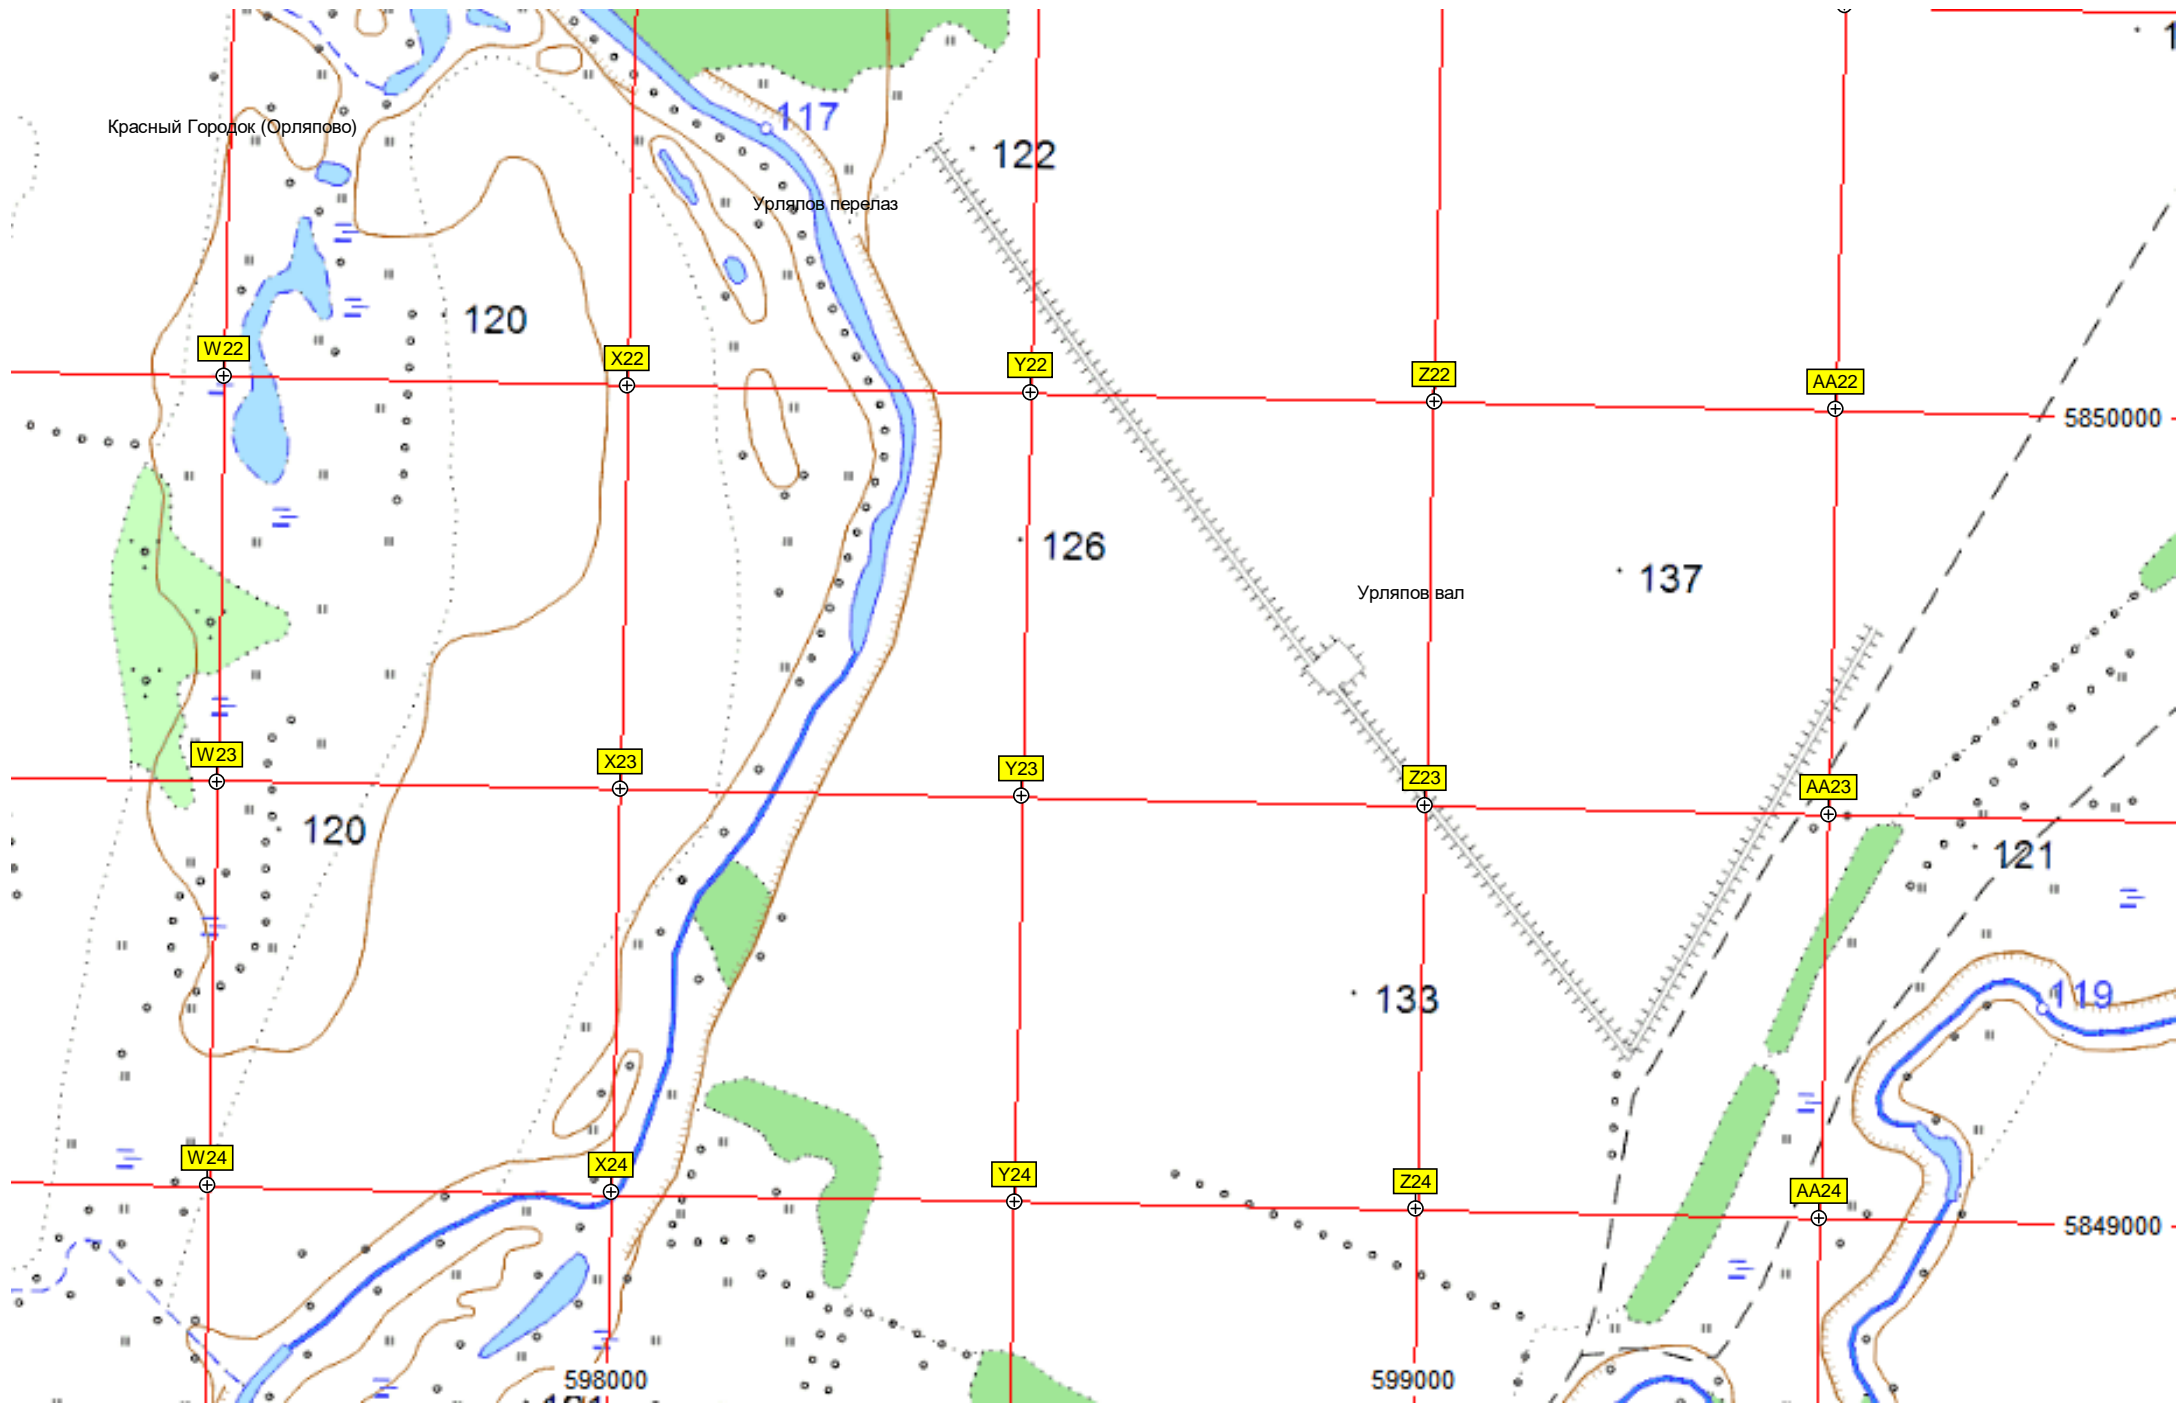 117
Красный Городок (Орляпово)
122
Урляпов перелаз
120
W22
X22
Y22
Z22
AA22
5850000
126
137
Урляпов вал
W23
X23
Y23
Z23
AA23
120
121
133
119
W24
X24
Y24
Z24
AA24
5849000
598000
599000